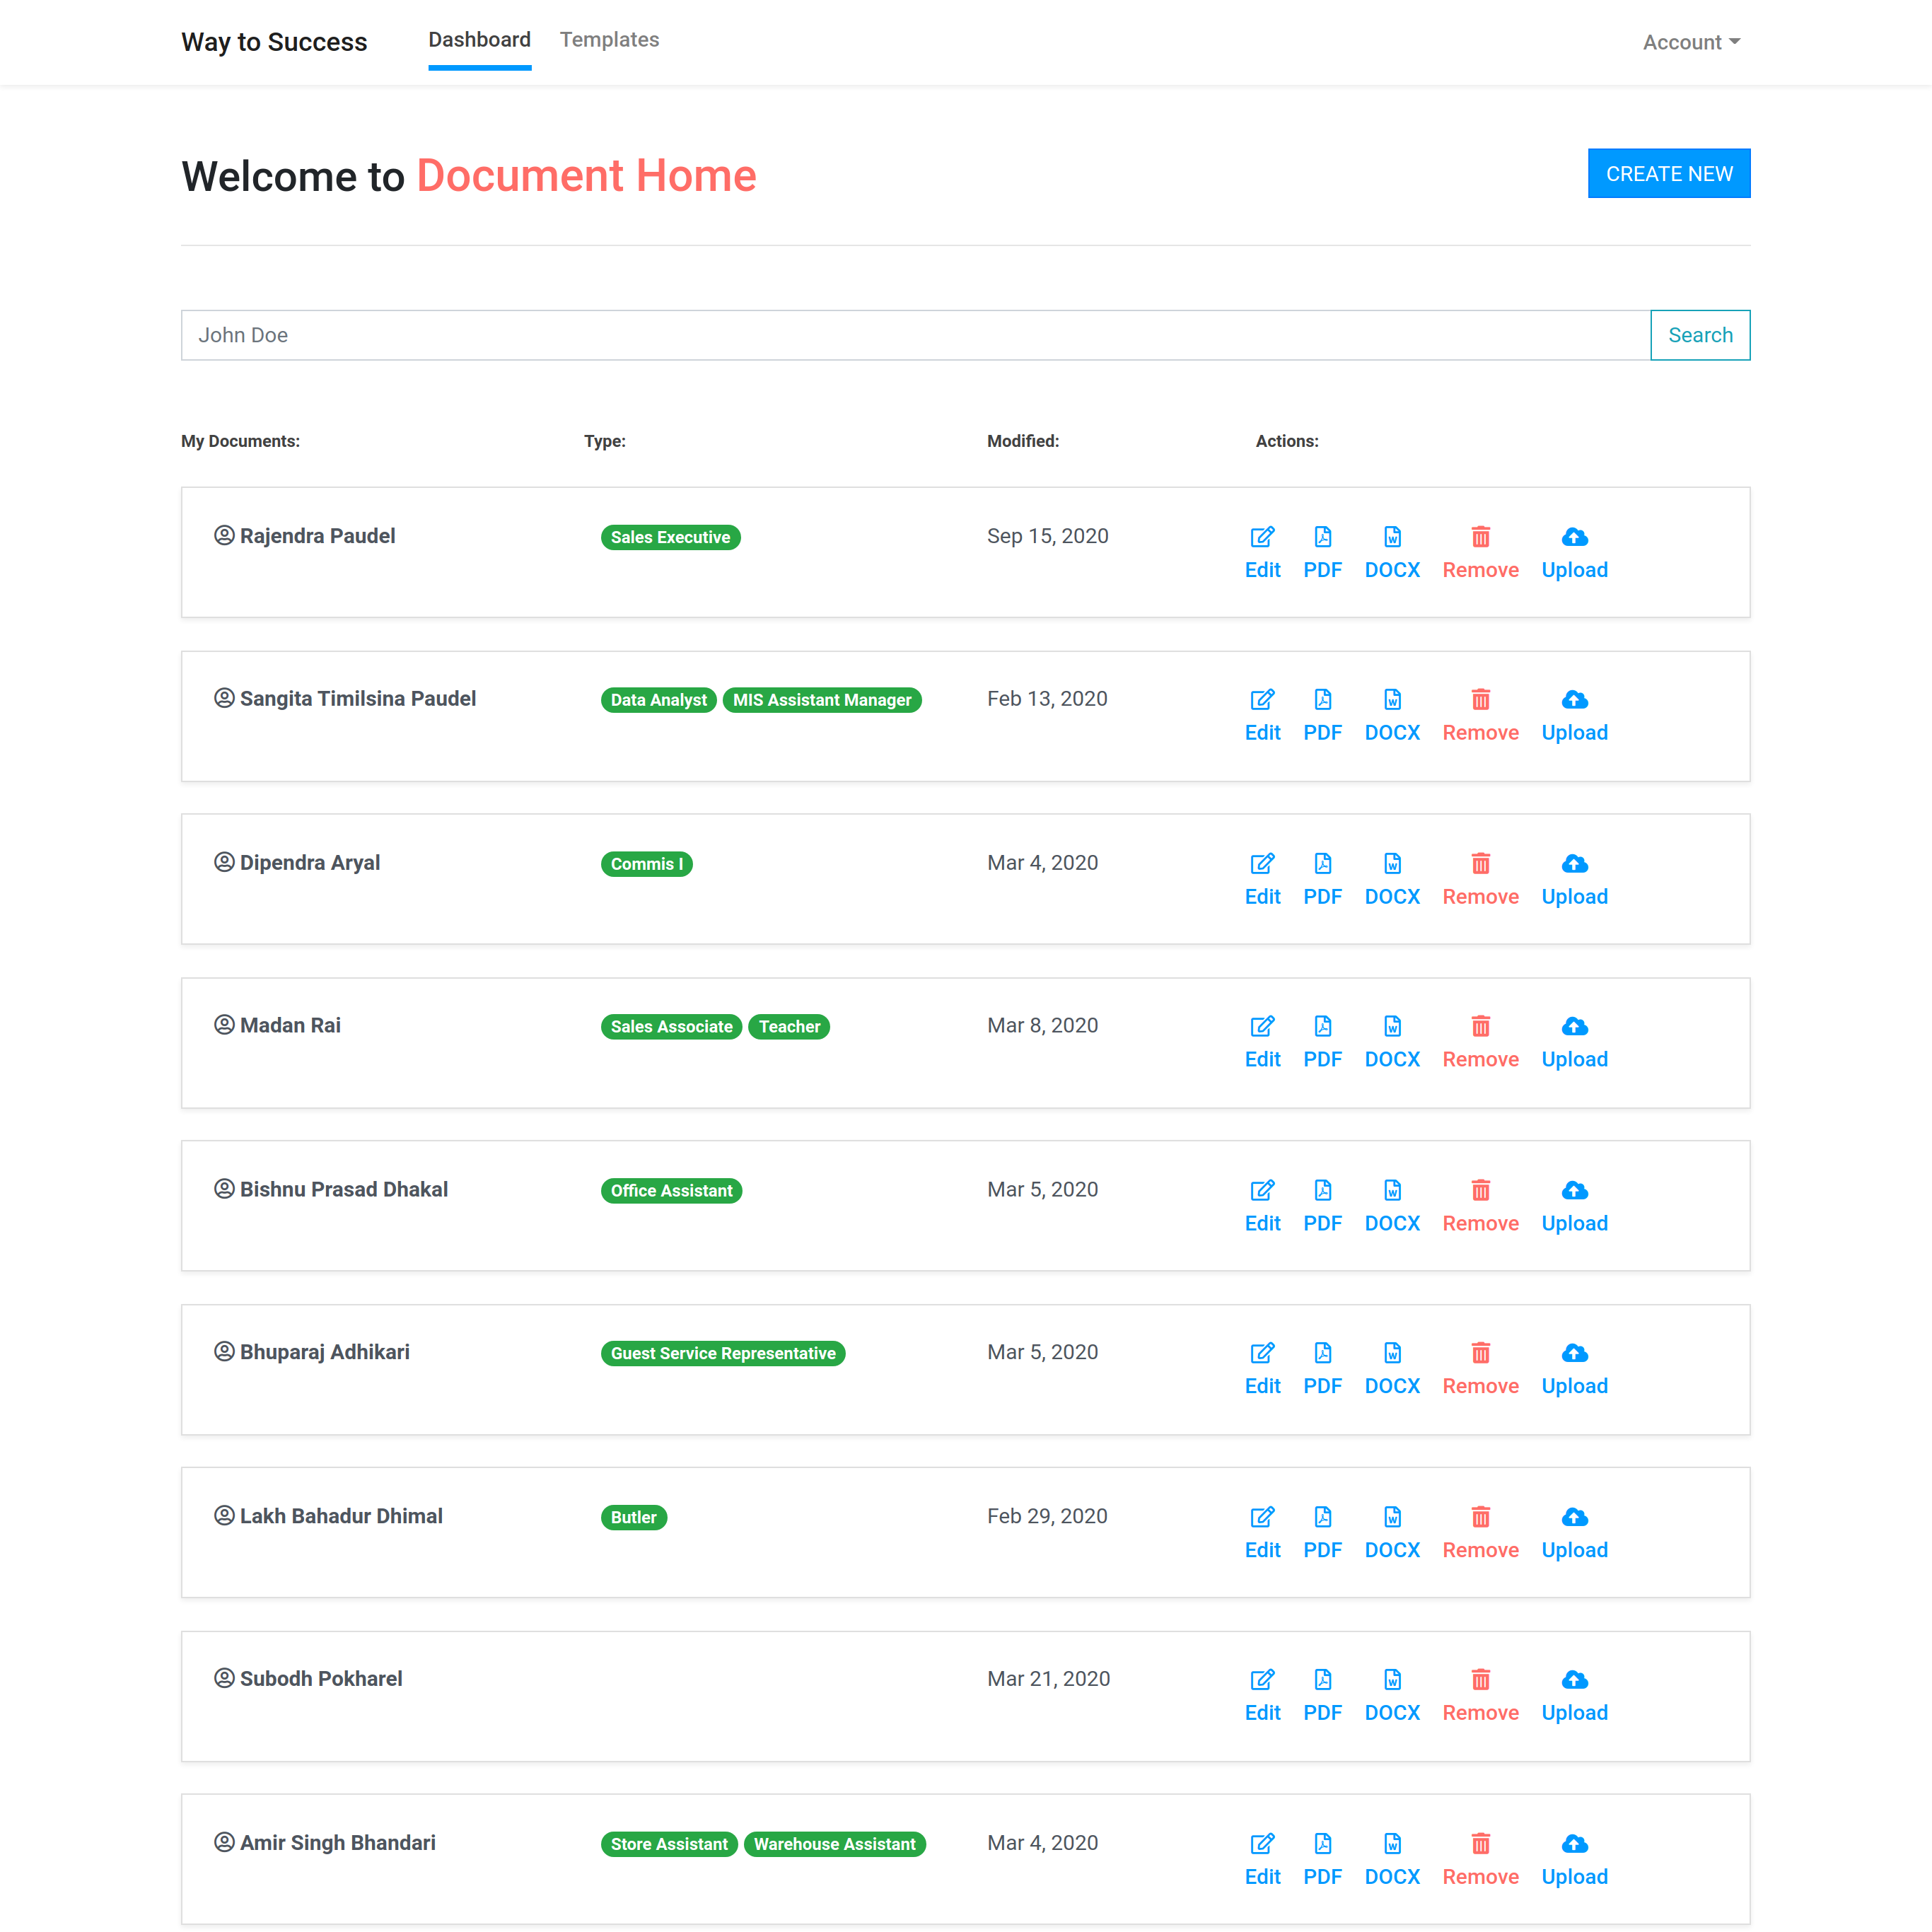 Way to Success Dashboard Templates Account
Welcome to Document Home CREATE NEW
John Doe Search
My Documents: Type: Modified: Actions:
Rajendra Paudel Sales Executive Sep 15, 2020
Edit PDF DOCX Remove Upload
Sangita Timilsina Paudel Data Analyst MIS Assistant Manager Feb 13, 2020
Edit PDF DOCX Remove Upload
Dipendra Aryal Commis I Mar 4, 2020
Edit PDF DOCX Remove Upload
Madan Rai Sales Associate Teacher Mar 8, 2020
Edit PDF DOCX Remove Upload
Bishnu Prasad Dhakal Office Assistant Mar 5, 2020
Edit PDF DOCX Remove Upload
Bhuparaj Adhikari Guest Service Representative Mar 5, 2020
Edit PDF DOCX Remove Upload
Lakh Bahadur Dhimal Butler Feb 29, 2020
Edit PDF DOCX Remove Upload
Subodh Pokharel Mar 21, 2020
Edit PDF DOCX Remove Upload
Amir Singh Bhandari Store Assistant Warehouse Assistant Mar 4, 2020
Edit PDF DOCX Remove Upload